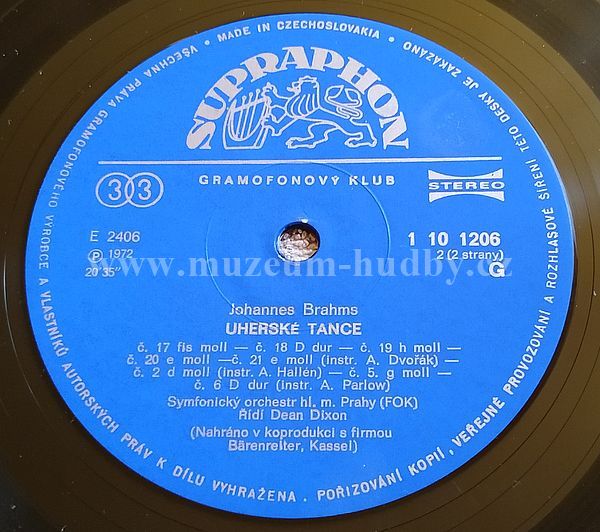 VŠECHNA PRÁVA GRAMOFONOVÉHO VÝROBCE A VLASTNÍKŮ AUTORSKÝCH PRÁV K DÍLU VYHRAŽENA. POŘIZOVÁNÍ KOPIÍ, VEŘEJNÉ PROVOZOVÁNÍ A ROZHLASOVÉ ŠÍŘENÍ TÉTO DESKY JE ZAKÁZÁNO • MADE IN CZECHOSLOVAKIA •
SUPRAPHON
33
GRAMOFONOVÝ KLUB
STEREO
E 2406
Ⓟ 1972
20'35"
1 10 1206
2 (2 strany)
G
www.muzeum-hudby.cz
Johannes Brahms
UHERSKÉ TANCE
č. 17 fis moll — č. 18 D dur — č. 19 h moll —
č. 20 e moll —č. 21 e moll (instr. A. Dvořák) —
č. 2 d moll (instr. A. Hallén) — č. 5. g moll —
č. 6 D dur (instr. A. Parlow)
Symfonický orchestr hl. m. Prahy (FOK)
Řídí Dean Dixon
(Nahráno v koprodukci s firmou
Bärenreiter, Kassel)